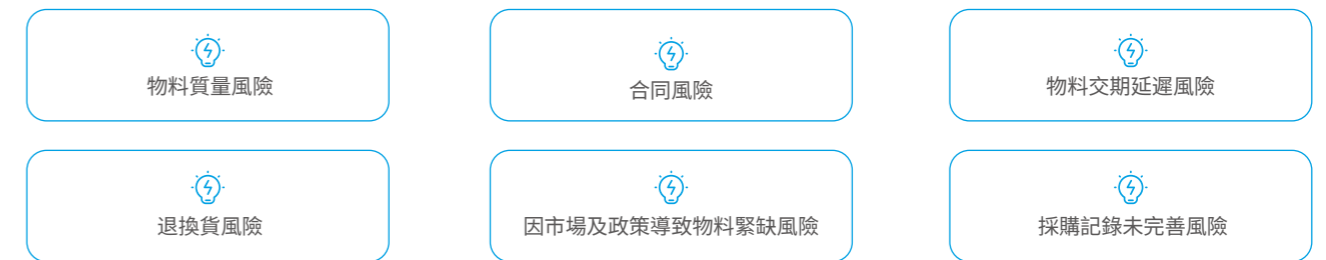 物料質量風險
合同風險
物料交期延遲風險
退換貨風險
因市場及政策導致物料緊缺風險
採購記錄未完善風險